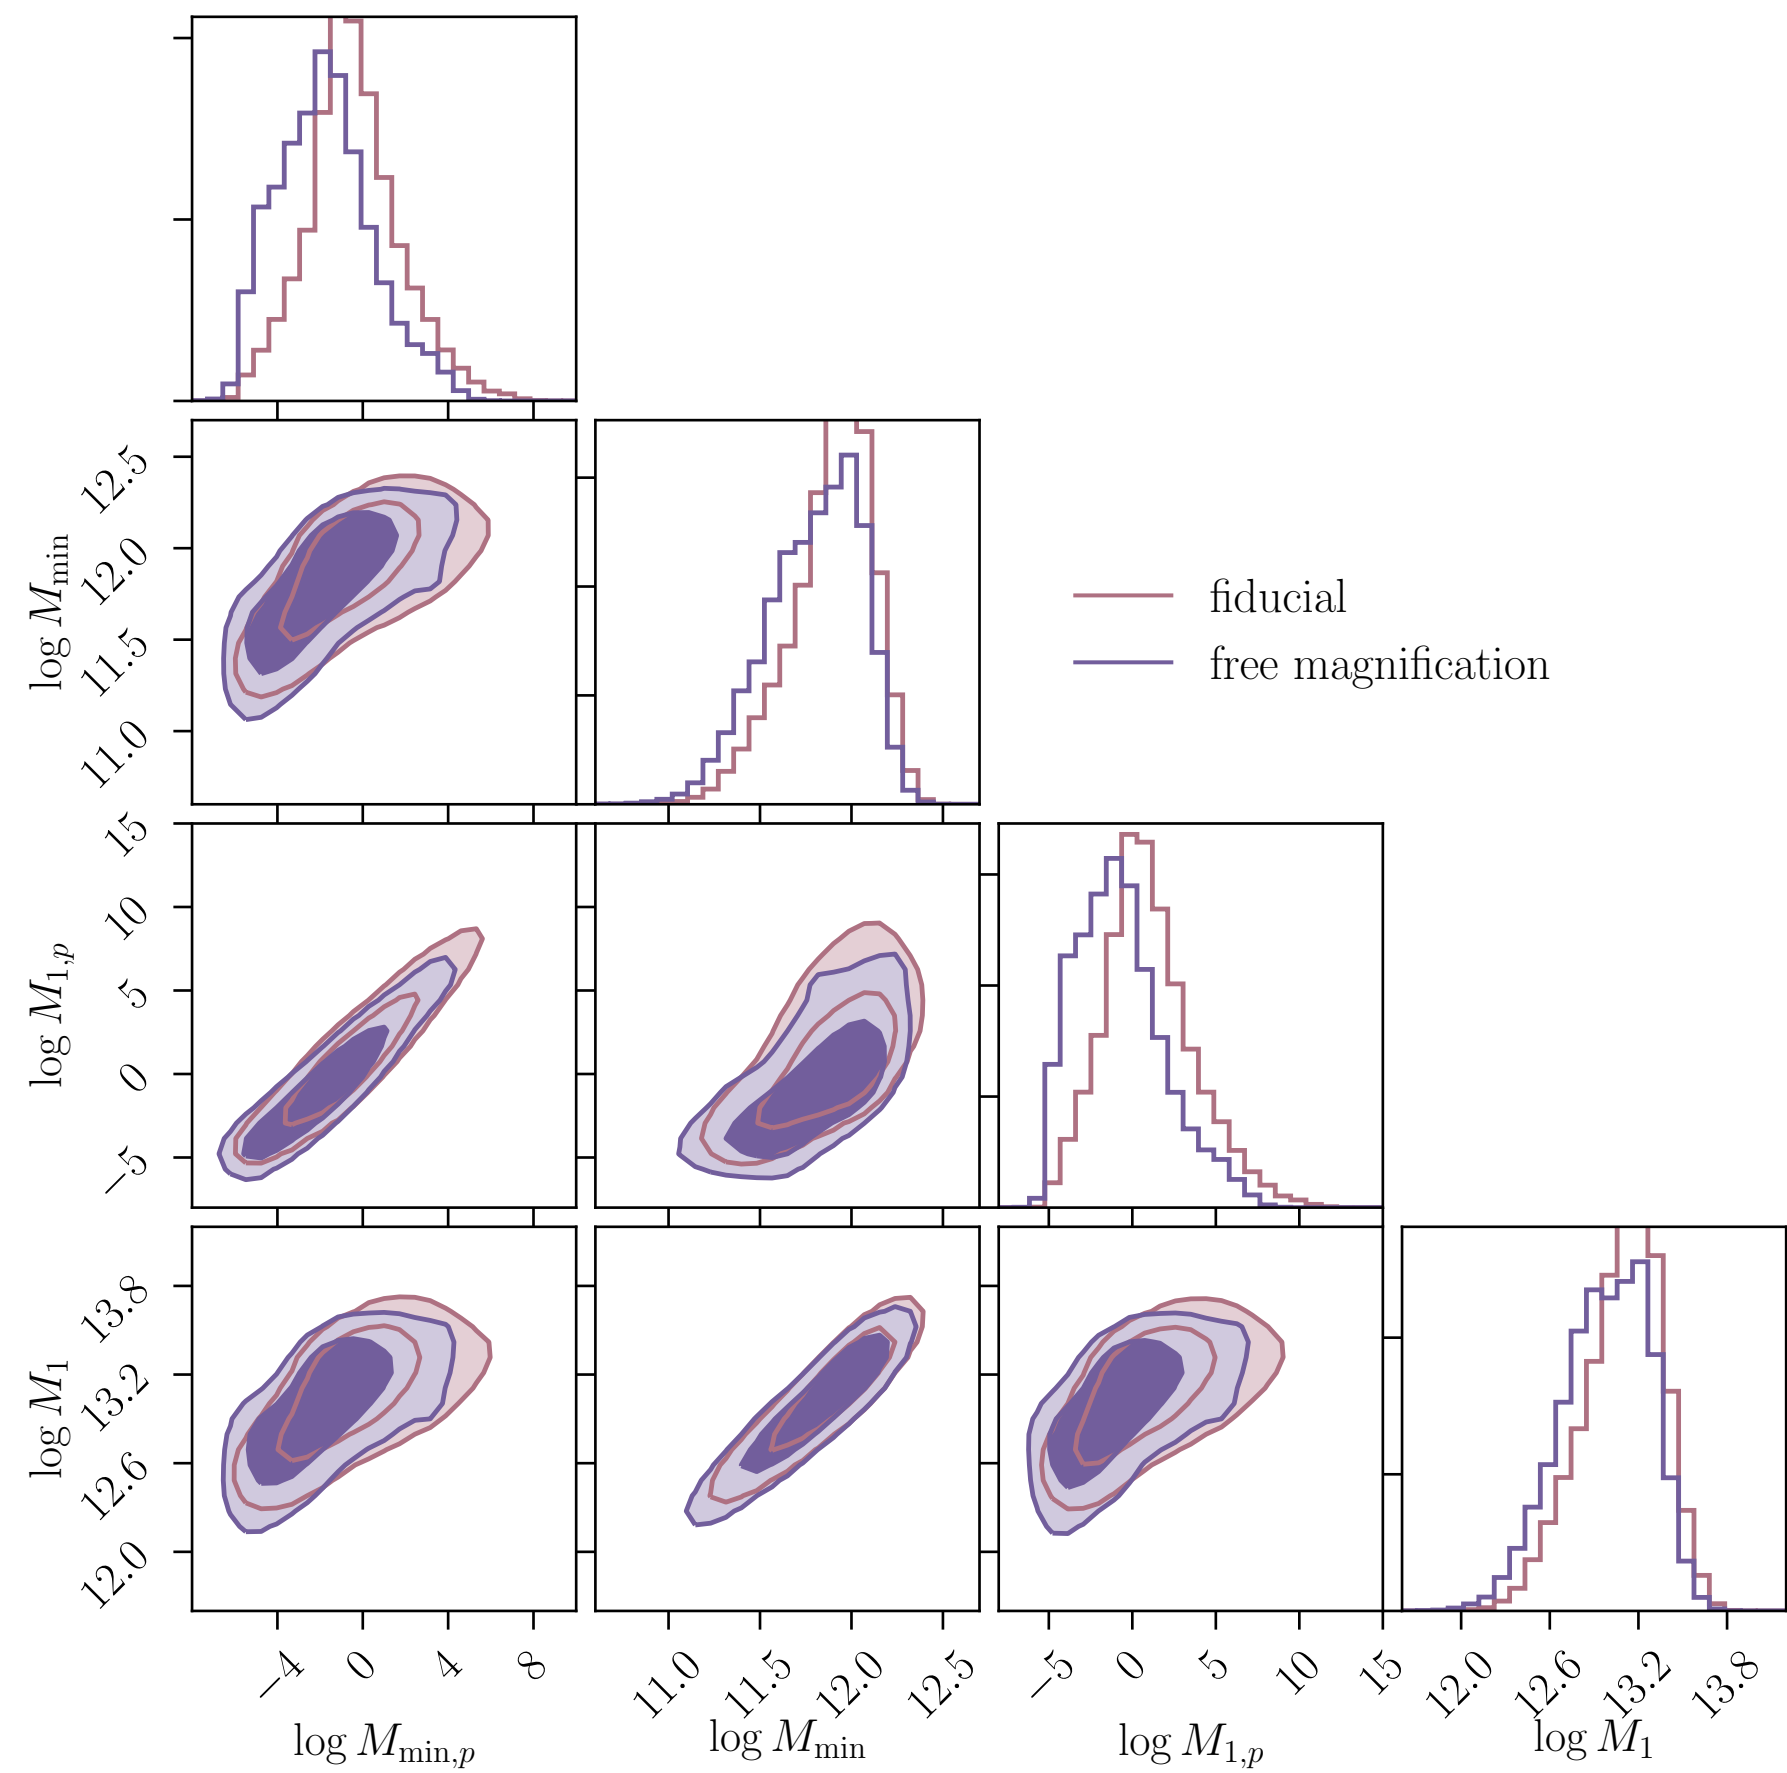 log M_min
12.5
12.0
11.5
11.0
fiducial
free magnification
log M_{1,p}
15
10
5
0
−5
log M_1
13.8
13.2
12.6
12.0
−4 0 4 8 11.0 11.5 12.0 12.5 −5 0 5 10 15 12.0 12.6 13.2 13.8
log M_{min,p} log M_min log M_{1,p} log M_1